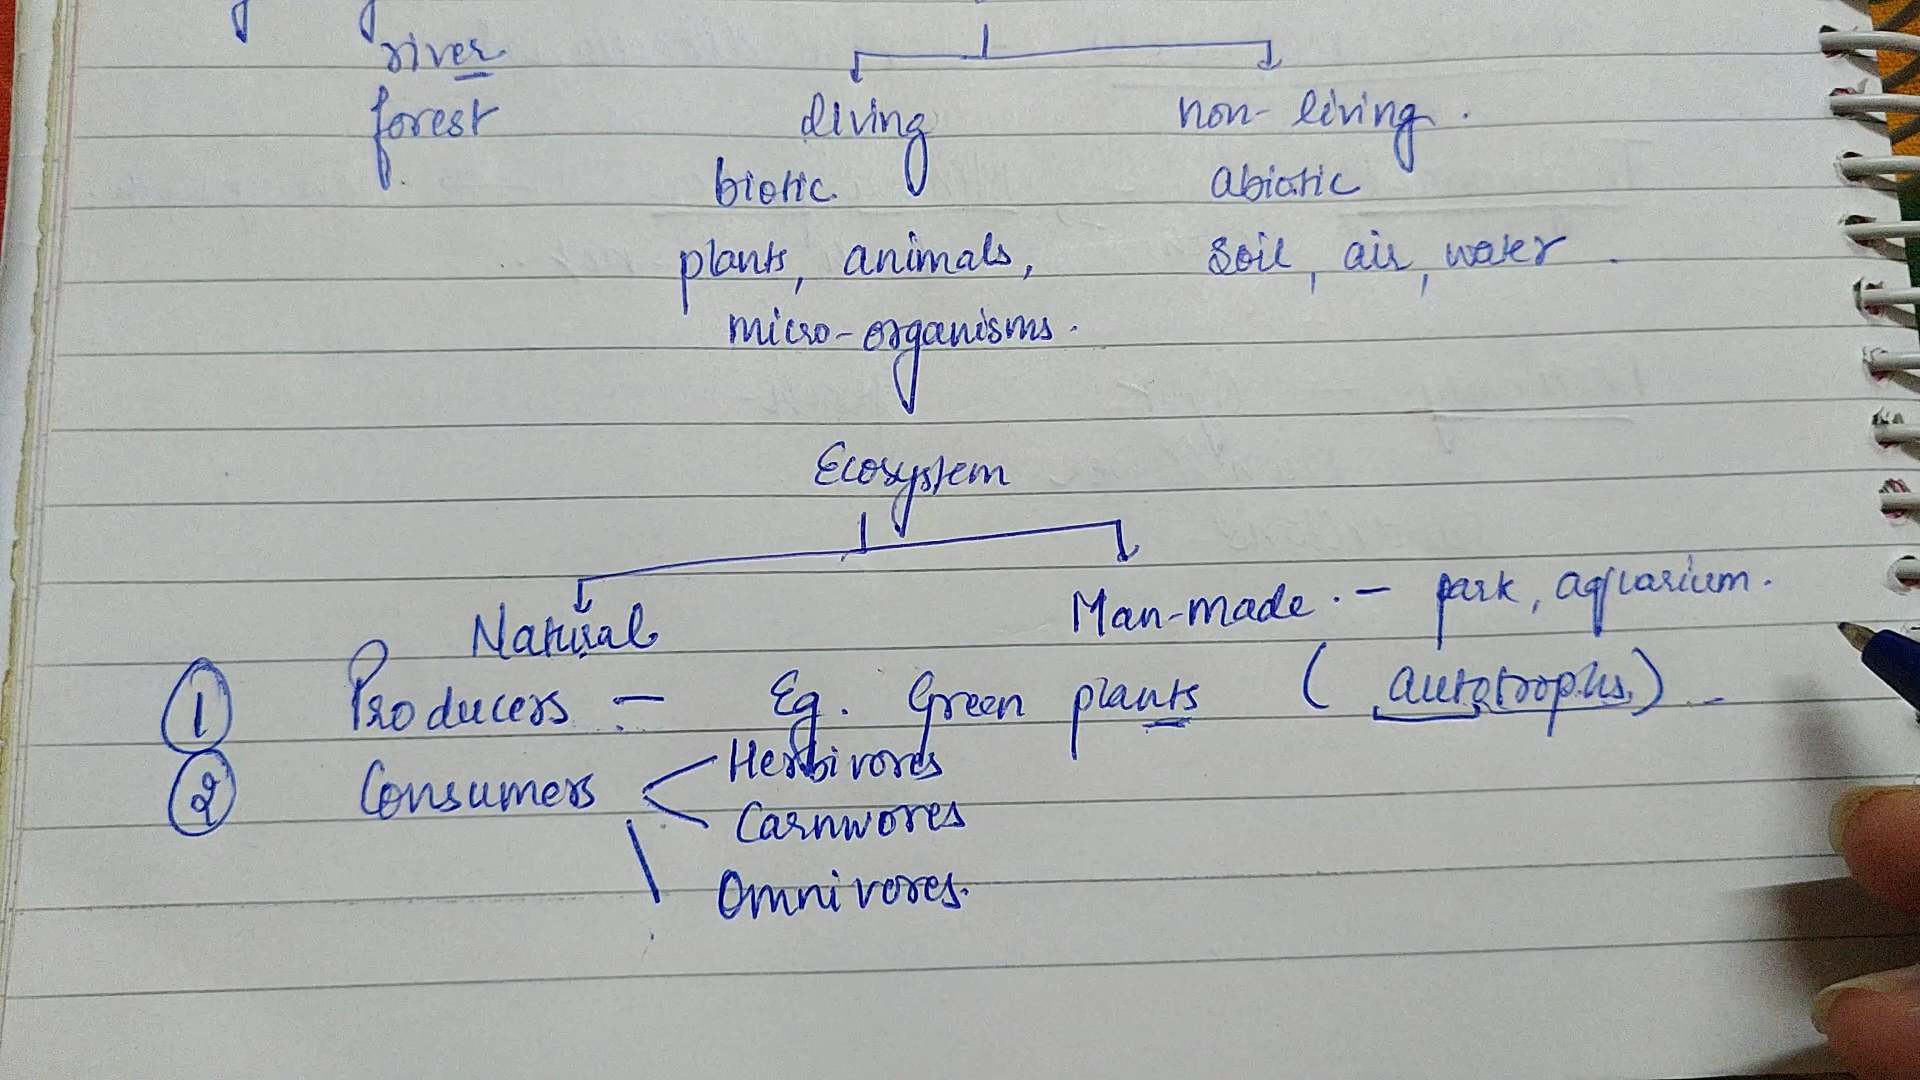 river
forest
living non-living.
biotic. abiotic
plants, animals, soil, air, water.
micro-organisms.
Ecosystem
Natural Man-made. - park, aquarium.
1 Producers :- Eg. Green plants (autotrophs)
2 Consumers Herbivores
Carnivores
Omnivores.